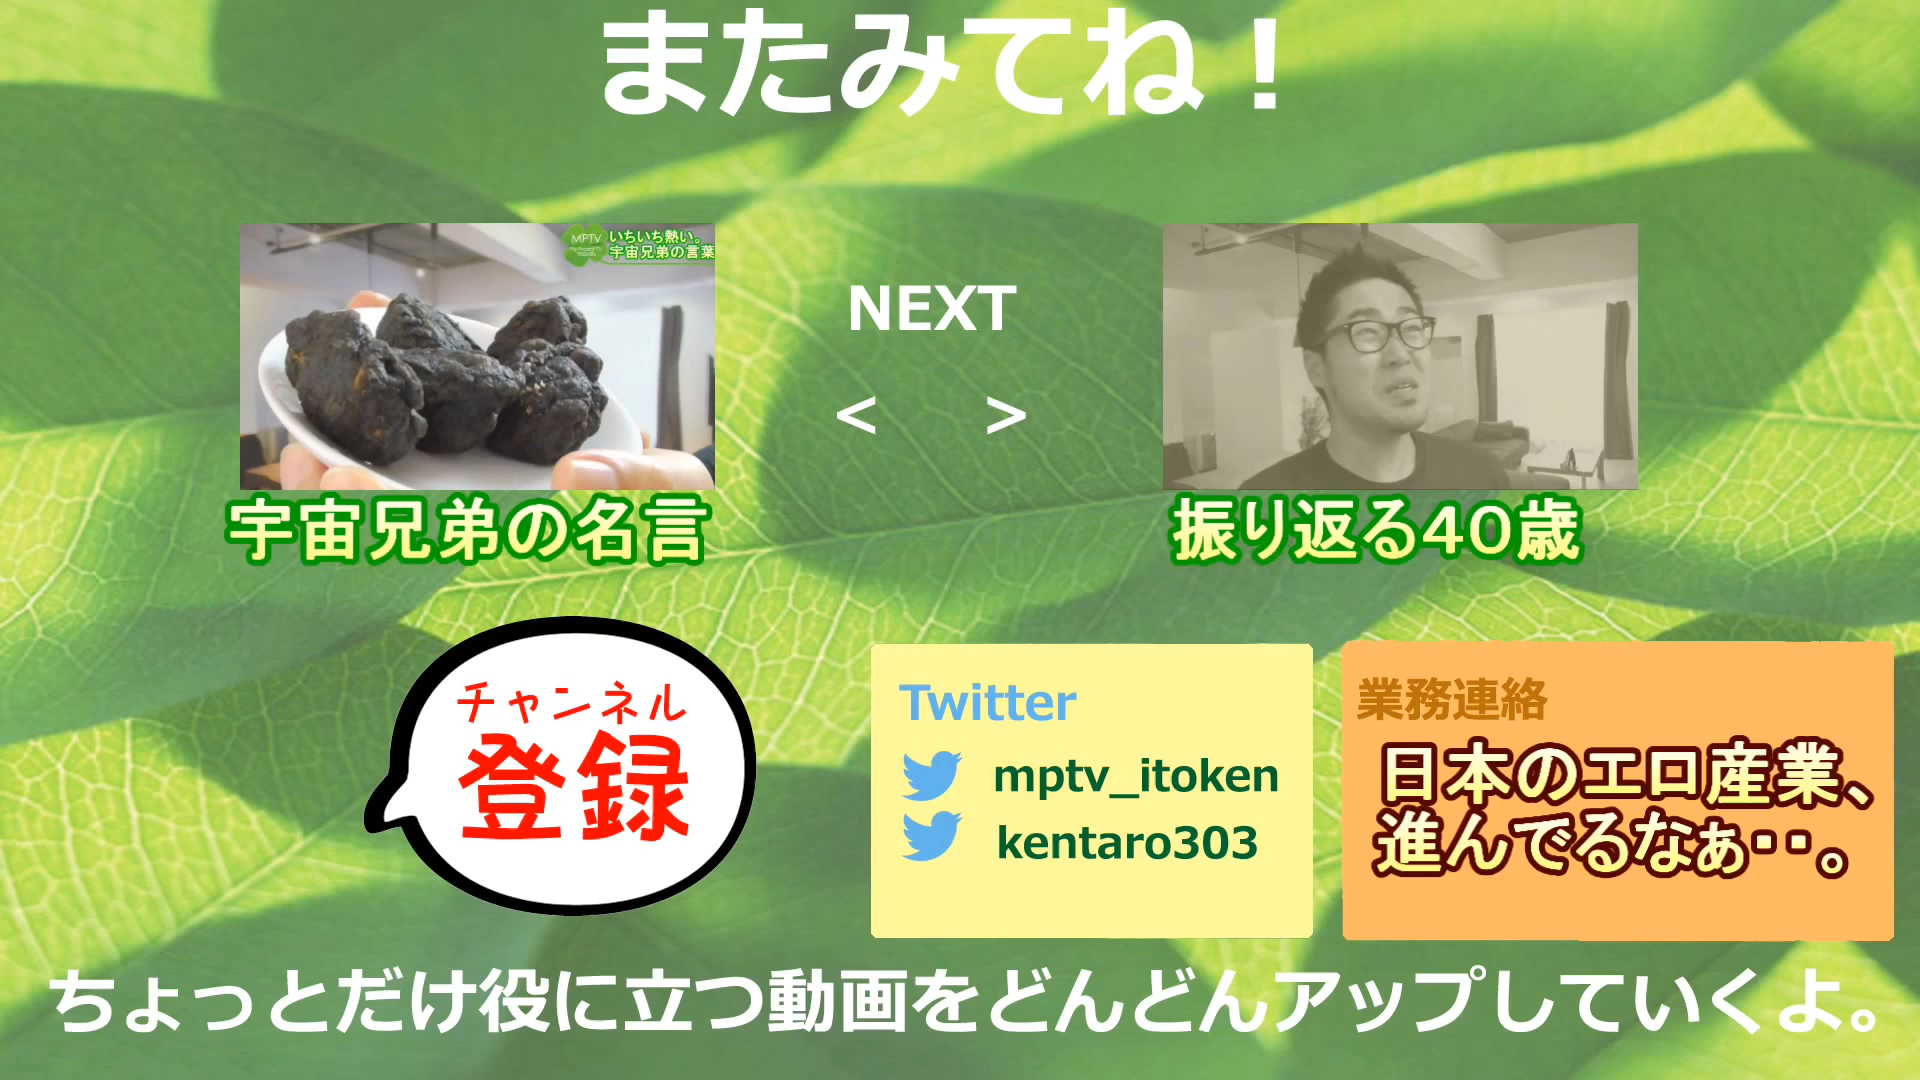 またみてね！
MPTV
いちいち熱い。
宇宙兄弟の言葉
NEXT
< >
宇宙兄弟の名言
振り返る40歳
チャンネル
登録
Twitter
mptv_itoken
kentaro303
業務連絡
日本のエロ産業、
進んでるなぁ･･。
ちょっとだけ役に立つ動画をどんどんアップしていくよ。